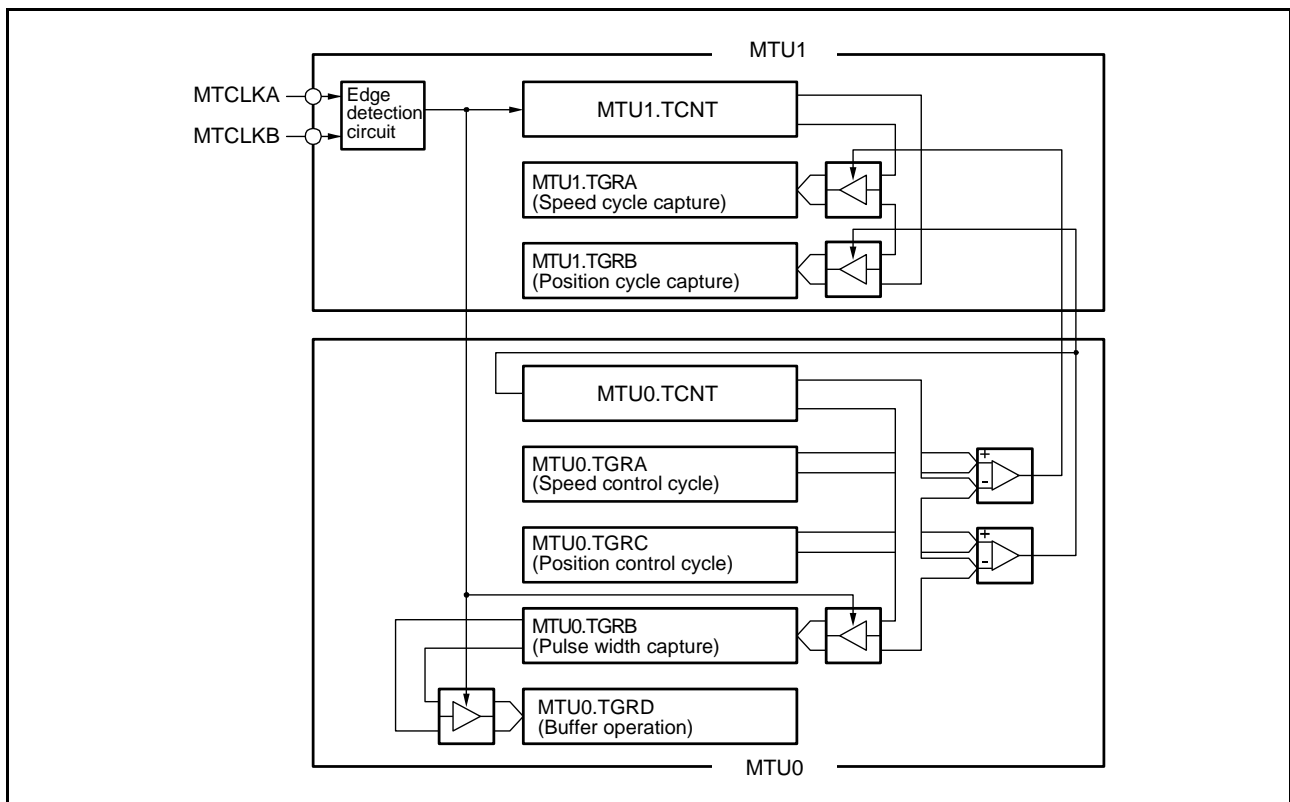 MTU1
MTCLKA
MTCLKB
Edge
detection
circuit
MTU1.TCNT
MTU1.TGRA
(Speed cycle capture)
MTU1.TGRB
(Position cycle capture)
MTU0.TCNT
MTU0.TGRA
(Speed control cycle)
+
-
MTU0.TGRC
(Position control cycle)
+
-
MTU0.TGRB
(Pulse width capture)
MTU0.TGRD
(Buffer operation)
MTU0